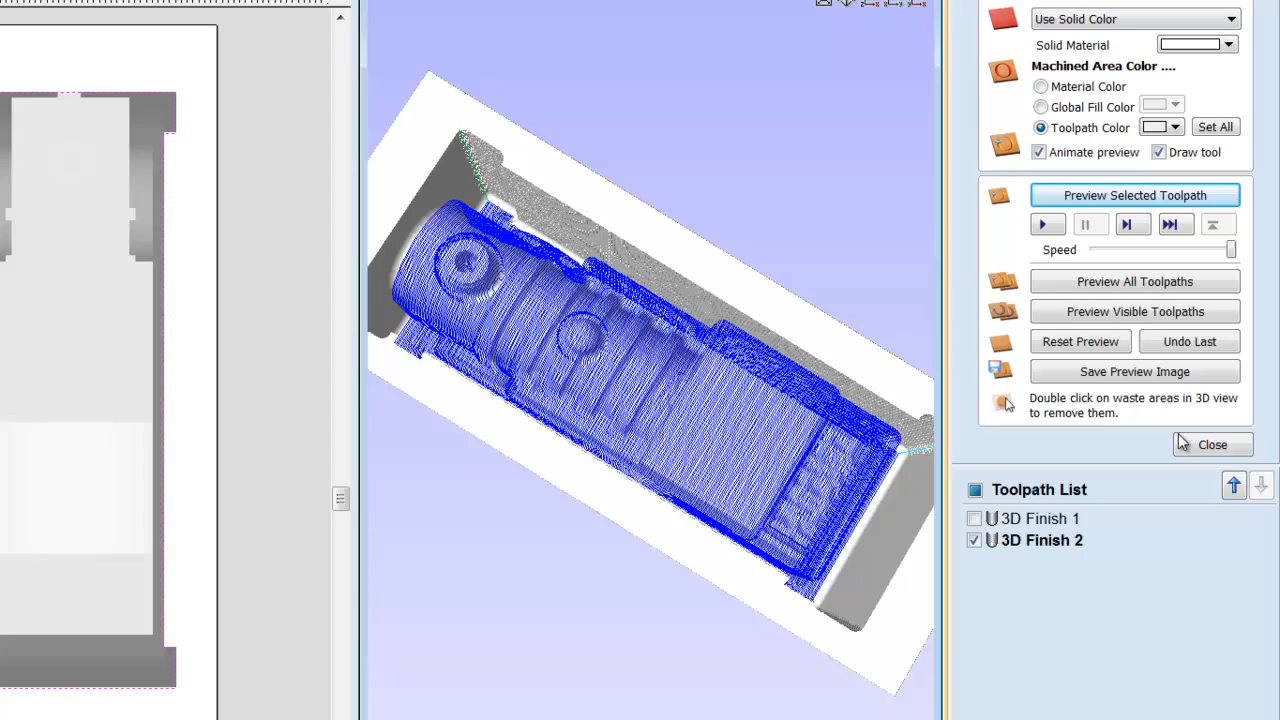 Use Solid Color
Solid Material
Machined Area Color ....
Material Color
Global Fill Color
Toolpath Color
Set All
Animate preview
Draw tool
Preview Selected Toolpath
Speed
Preview All Toolpaths
Preview Visible Toolpaths
Reset Preview
Undo Last
Save Preview Image
Double click on waste areas in 3D view
to remove them.
Close
Toolpath List
3D Finish 1
3D Finish 2